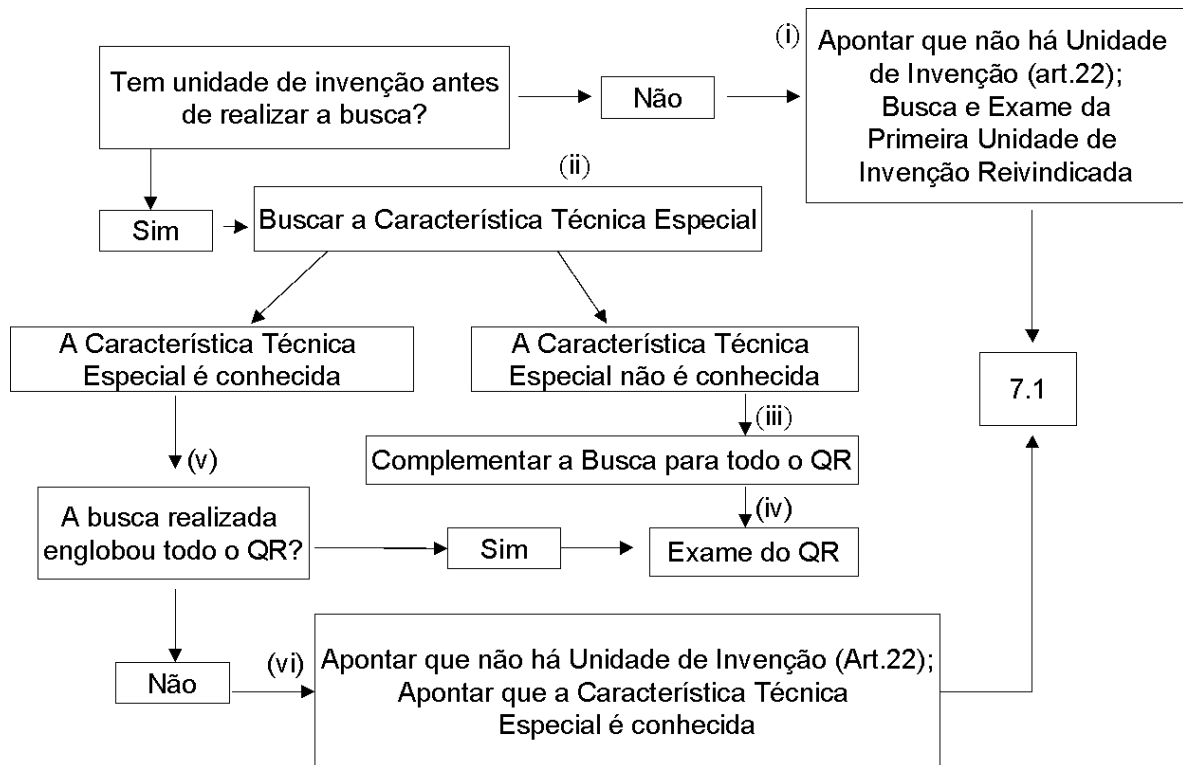 Tem unidade de invenção antes
de realizar a busca?
Não
(i)
Apontar que não há Unidade
de Invenção (art.22);
Busca e Exame da
Primeira Unidade de
Invenção Reivindicada
Sim
(ii)
Buscar a Característica Técnica Especial
A Característica Técnica
Especial é conhecida
A Característica Técnica
Especial não é conhecida
7.1
(iii)
Complementar a Busca para todo o QR
(v)
(iv)
A busca realizada
englobou todo o QR?
Sim
Exame do QR
Não
(vi)
Apontar que não há Unidade de Invenção (Art.22);
Apontar que a Característica Técnica
Especial é conhecida